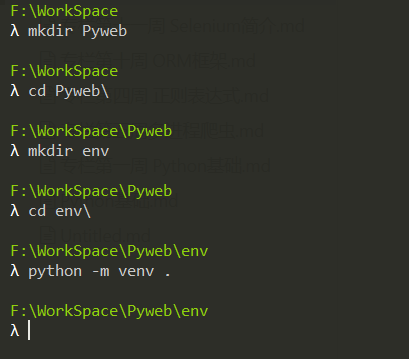 F:\WorkSpace
λ mkdir Pyweb
F:\WorkSpace
λ cd Pyweb\
F:\WorkSpace\Pyweb
λ mkdir env
F:\WorkSpace\Pyweb
λ cd env\
F:\WorkSpace\Pyweb\env
λ python -m venv .
F:\WorkSpace\Pyweb\env
λ